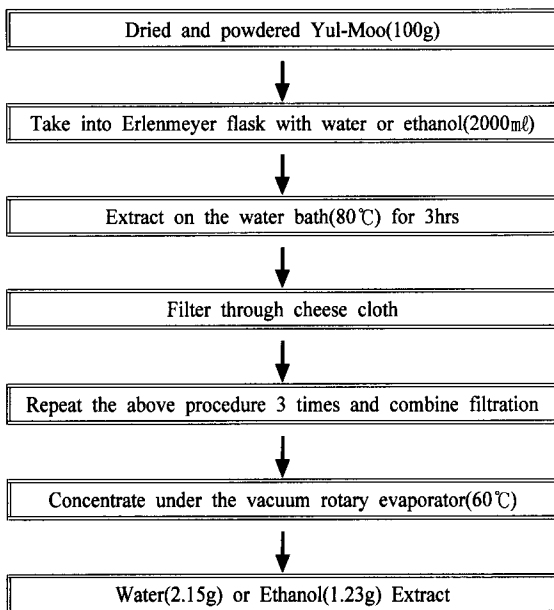 Dried and powdered Yul-Moo(100g)
Take into Erlenmeyer flask with water or ethanol(2000㎖)
Extract on the water bath(80℃) for 3hrs
Filter through cheese cloth
Repeat the above procedure 3 times and combine filtration
Concentrate under the vacuum rotary evaporator(60℃)
Water(2.15g) or Ethanol(1.23g) Extract